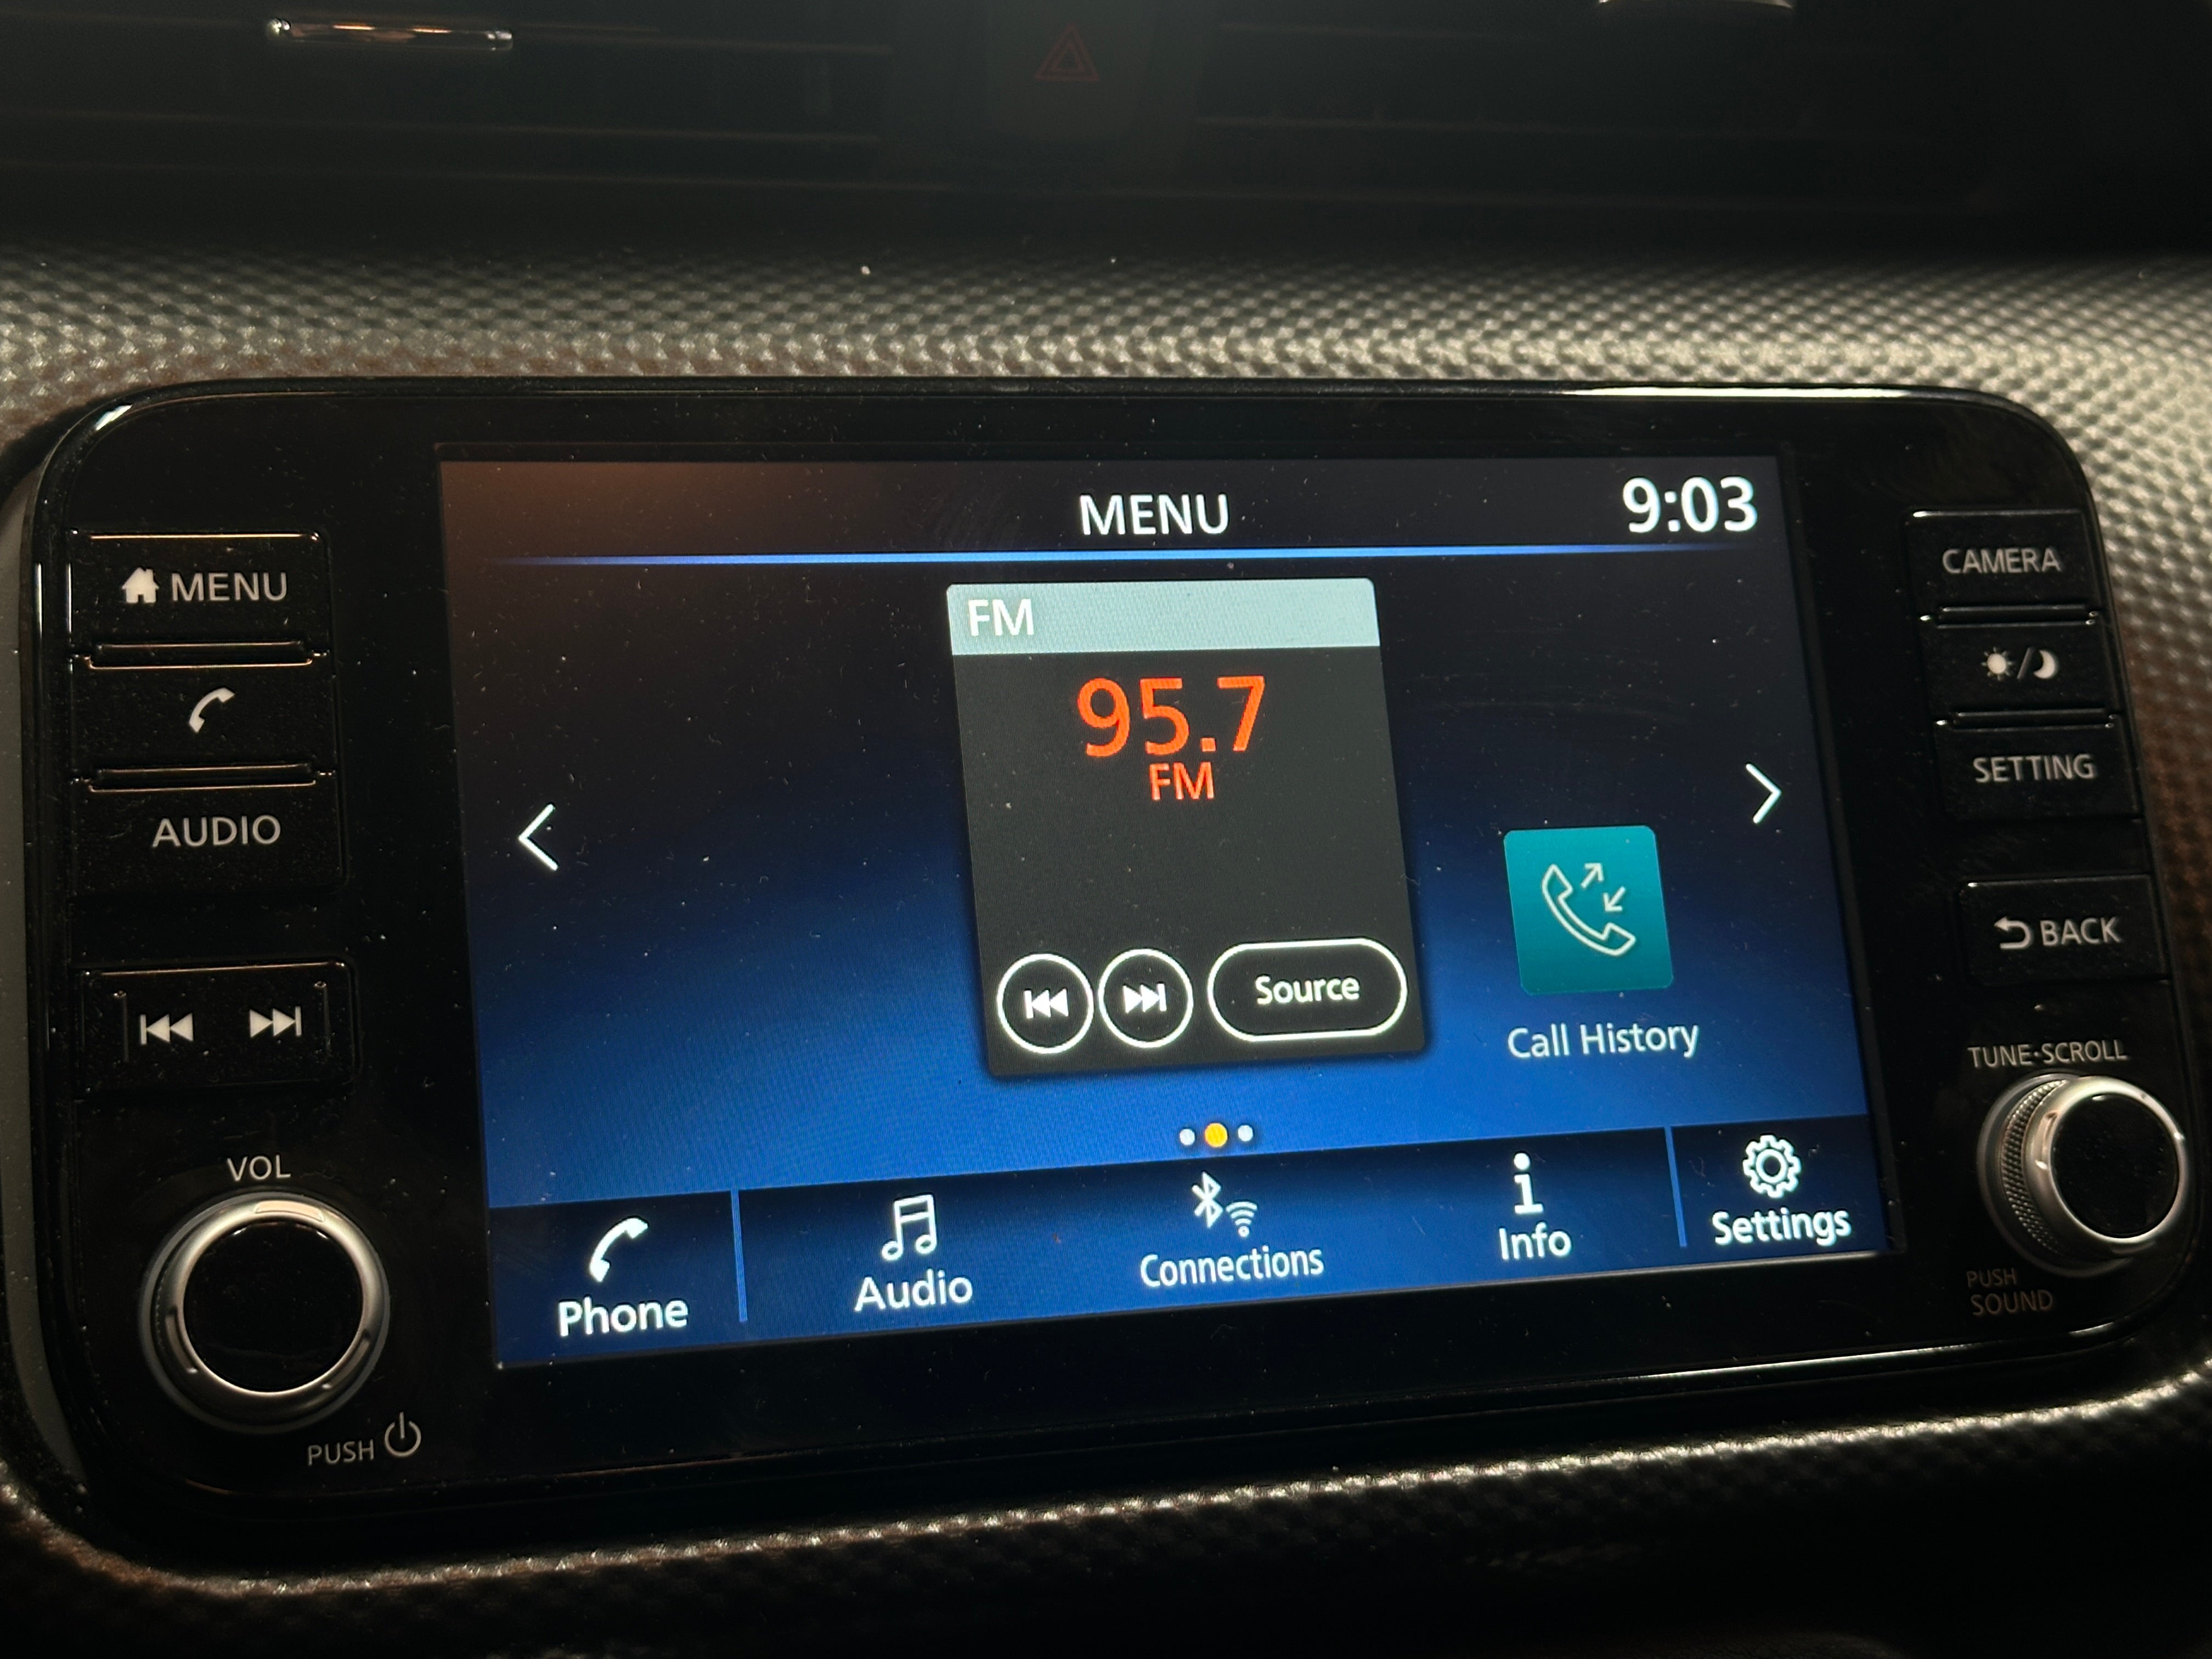 MENU
9:03
MENU
AUDIO
VOL
PUSH
FM
95.7
FM
Source
Call History
Phone
Audio
Connections
Info
Settings
CAMERA
SETTING
BACK
TUNE·SCROLL
PUSH
SOUND